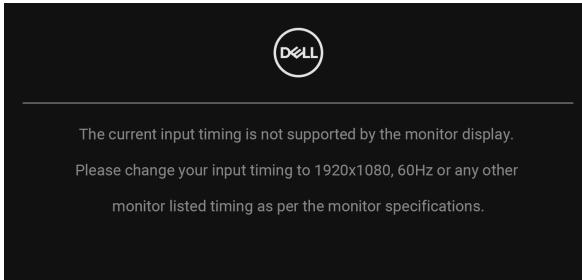 DELL
The current input timing is not supported by the monitor display.
Please change your input timing to 1920x1080, 60Hz or any other
monitor listed timing as per the monitor specifications.